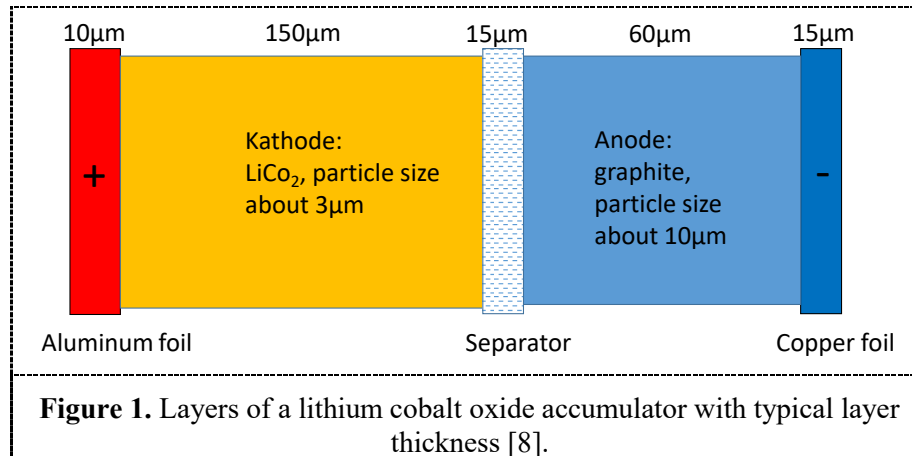 10µm 150µm 15µm 60µm 15µm
Kathode:
LiCo₂, particle size
about 3µm
Anode:
graphite,
particle size
about 10µm
+
-
Aluminum foil Separator Copper foil
Figure 1. Layers of a lithium cobalt oxide accumulator with typical layer
thickness [8].